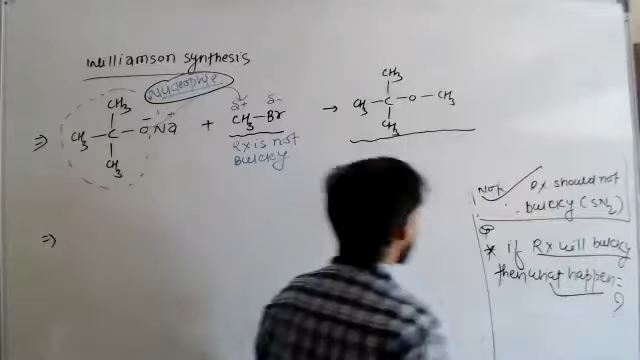 Williamson synthesis
Nucleophile
CH₃
CH₃ – C – O⁻ Na⁺ + CH₃ – Br → CH₃ – C – O – CH₃
CH₃
δ+ δ-
CH₃
CH₃
⇒
Rx is not
bulcky
⇒
Rx should not
bulcky (SN2)
* if Rx will bulcky
then what happen = ?